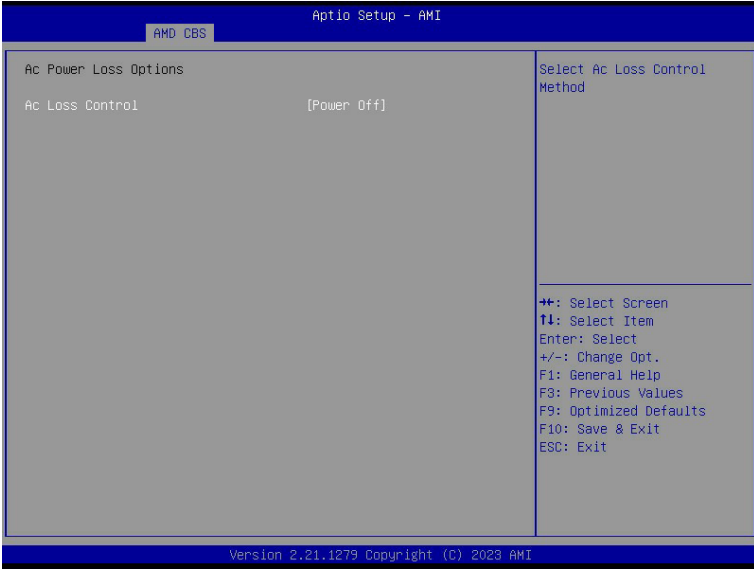 Aptio Setup – AMI
AMD CBS
Ac Power Loss Options
Ac Loss Control [Power Off]
Select Ac Loss Control
Method
→←: Select Screen
↑↓: Select Item
Enter: Select
+/-: Change Opt.
F1: General Help
F3: Previous Values
F9: Optimized Defaults
F10: Save & Exit
ESC: Exit
Version 2.21.1279 Copyright (C) 2023 AMI